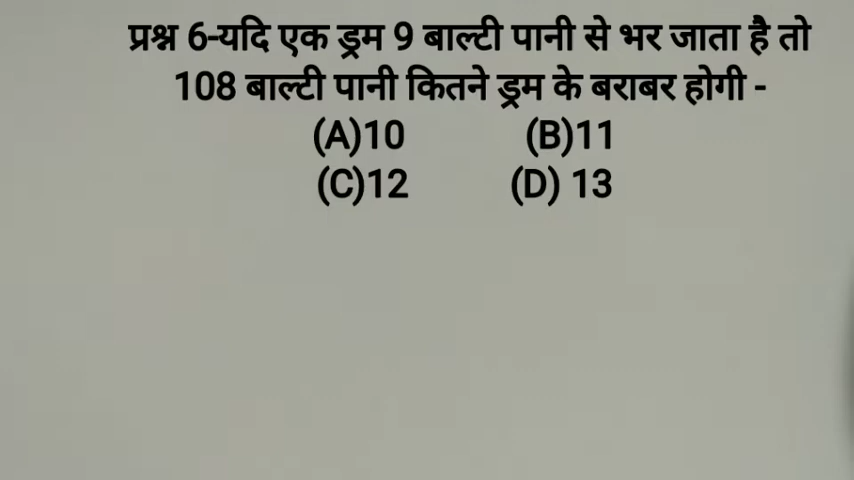 प्रश्न 6-यदि एक ड्रम 9 बाल्टी पानी से भर जाता है तो
108 बाल्टी पानी कितने ड्रम के बराबर होगी -
(A)10 (B)11
(C)12 (D) 13